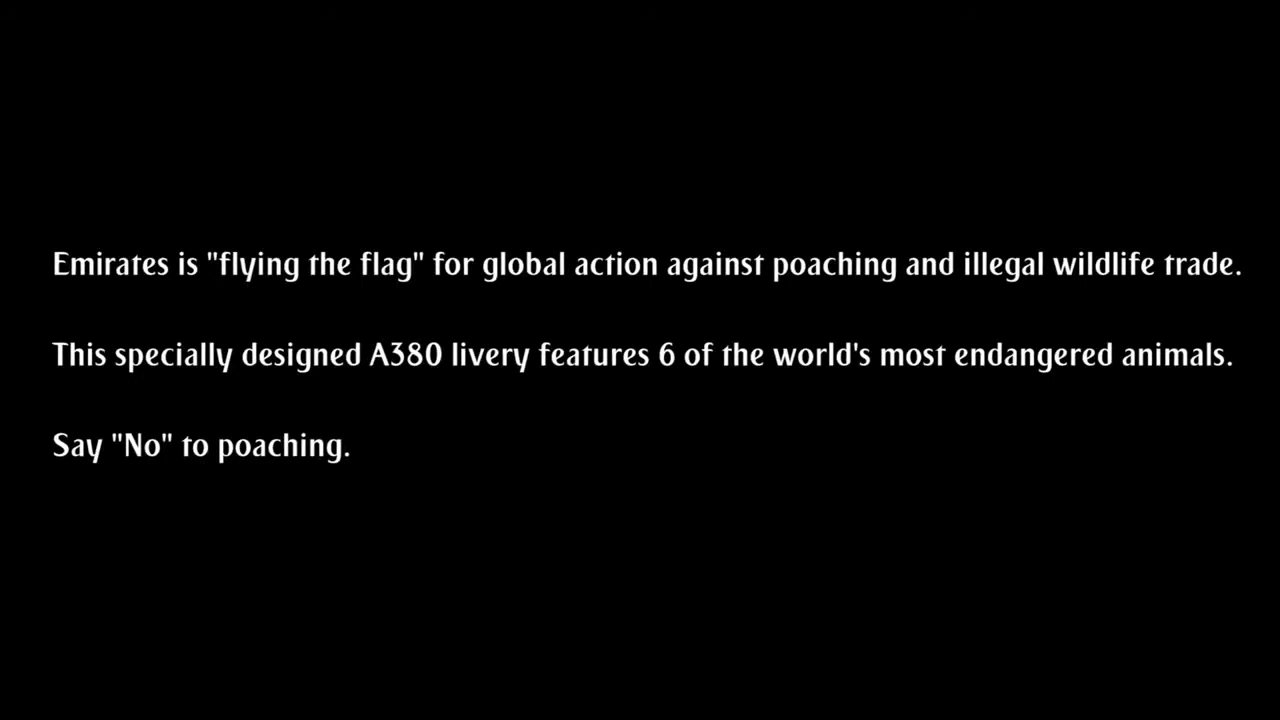 Emirates is "flying the flag" for global action against poaching and illegal wildlife trade.
This specially designed A380 livery features 6 of the world's most endangered animals.
Say "No" to poaching.